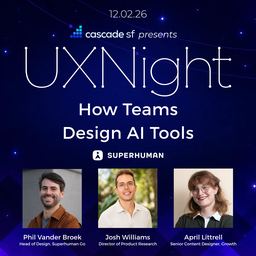 12.02.26
cascade sf presents
UXNight
How Teams
Design AI Tools
SUPERHUMAN
Phil Vander Broek
Head of Design, Superhuman Go
Josh Williams
Director of Product Research
April Littrell
Senior Content Designer, Growth